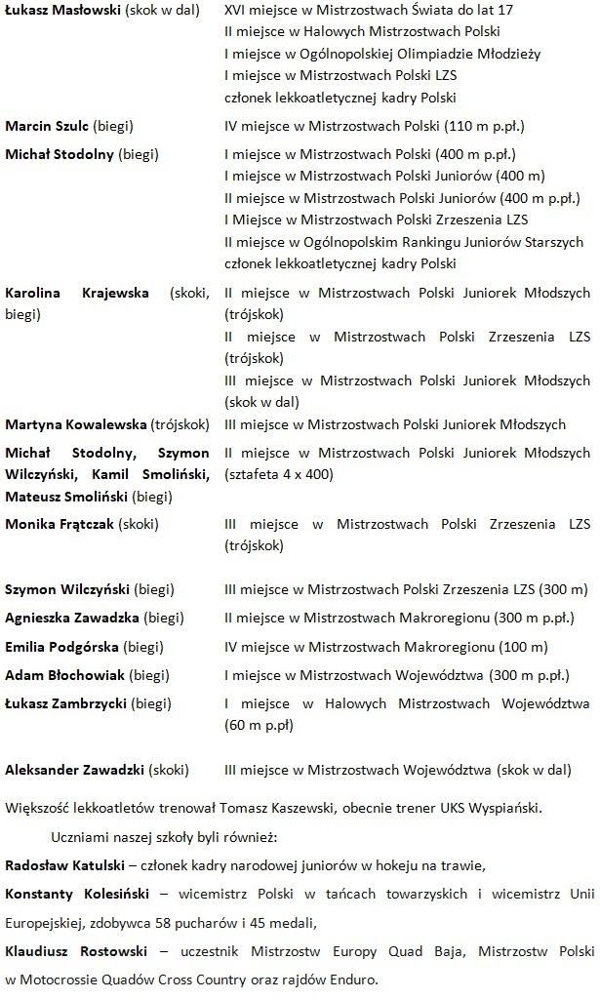 Łukasz Masłowski (skok w dal) XVI miejsce w Mistrzostwach Świata do lat 17
II miejsce w Halowych Mistrzostwach Polski
I miejsce w Ogólnopolskiej Olimpiadzie Młodzieży
I miejsce w Mistrzostwach Polski LZS
członek lekkoatletycznej kadry Polski
Marcin Szulc (biegi) IV miejsce w Mistrzostwach Polski (110 m p.pł.)
Michał Stodolny (biegi) I miejsce w Mistrzostwach Polski (400 m p.pł.)
I miejsce w Mistrzostwach Polski Juniorów (400 m)
II miejsce w Mistrzostwach Polski Juniorów (400 m p.pł.)
I Miejsce w Mistrzostwach Polski Zrzeszenia LZS
II miejsce w Ogólnopolskim Rankingu Juniorów Starszych
członek lekkoatletycznej kadry Polski
Karolina Krajewska (skoki, II miejsce w Mistrzostwach Polski Juniorek Młodszych
biegi) (trójskok)
II miejsce w Mistrzostwach Polski Zrzeszenia LZS
(trójskok)
III miejsce w Mistrzostwach Polski Juniorek Młodszych
(skok w dal)
Martyna Kowalewska (trójskok) III miejsce w Mistrzostwach Polski Juniorek Młodszych
Michał Stodolny, Szymon II miejsce w Mistrzostwach Polski Juniorek Młodszych
Wilczyński, Kamil Smoliński, (sztafeta 4 x 400)
Mateusz Smoliński (biegi)
Monika Frątczak (skoki) III miejsce w Mistrzostwach Polski Zrzeszenia LZS
(trójskok)
Szymon Wilczyński (biegi) III miejsce w Mistrzostwach Polski Zrzeszenia LZS (300 m)
Agnieszka Zawadzka (biegi) II miejsce w Mistrzostwach Makroregionu (300 m p.pł.)
Emilia Podgórska (biegi) IV miejsce w Mistrzostwach Makroregionu (100 m)
Adam Błochowiak (biegi) I miejsce w Mistrzostwach Województwa (300 m p.pł.)
Łukasz Zambrzycki (biegi) I miejsce w Halowych Mistrzostwach Województwa
(60 m p.pł)
Aleksander Zawadzki (skoki) III miejsce w Mistrzostwach Województwa (skok w dal)
Większość lekkoatletów trenował Tomasz Kaszewski, obecnie trener UKS Wyspiański.
Uczniami naszej szkoły byli również:
Radosław Katulski – członek kadry narodowej juniorów w hokeju na trawie,
Konstanty Kolesiński – wicemistrz Polski w tańcach towarzyskich i wicemistrz Unii
Europejskiej, zdobywca 58 pucharów i 45 medali,
Klaudiusz Rostowski – uczestnik Mistrzostw Europy Quad Baja, Mistrzostw Polski
w Motocrossie Quadów Cross Country oraz rajdów Enduro.